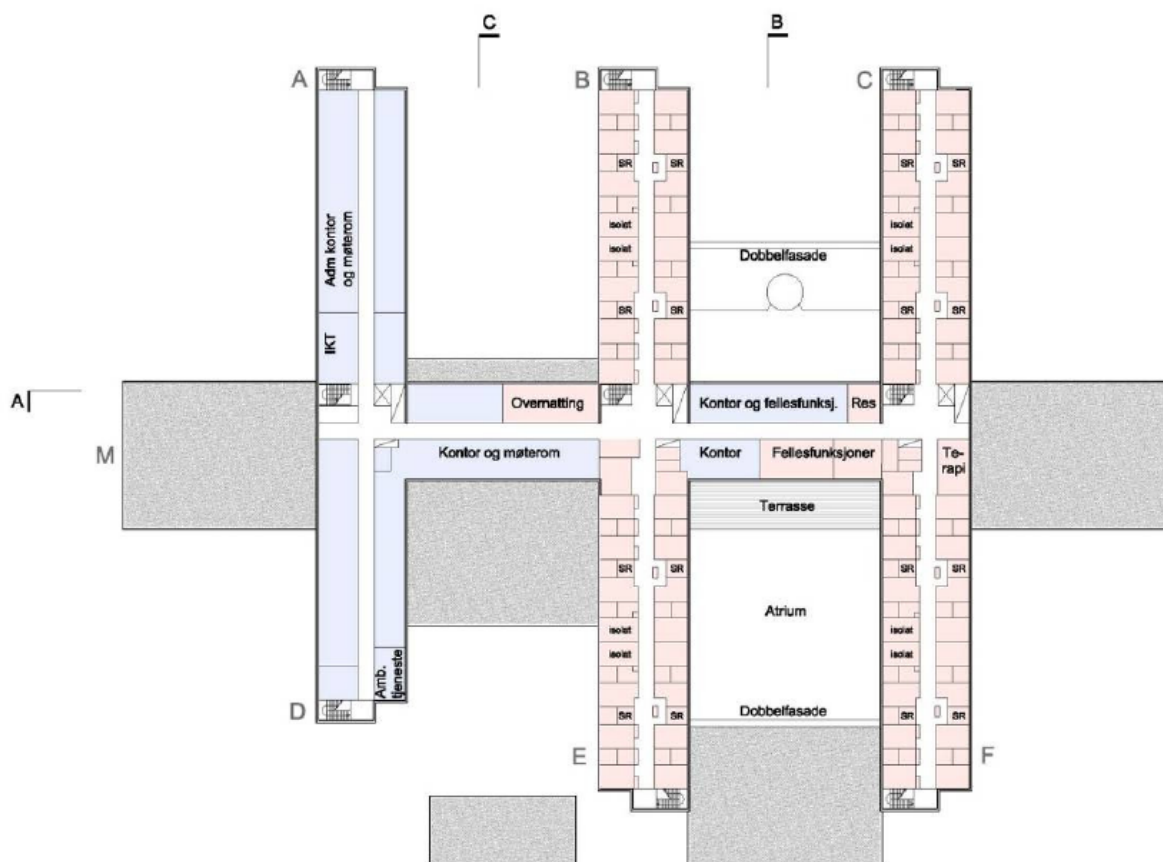 C
B
A
B
C
SR
SR
SR
SR
Adm kontor
og møterom
isolat
isolat
isolat
isolat
Dobbelfasade
SR
SR
SR
SR
IKT
A
Overnatting
Kontor og fellesfunksj.
Res
M
Kontor og møterom
Kontor
Fellesfunksjoner
Te-
rapi
Terrasse
SR
SR
SR
SR
Atrium
isolat
isolat
isolat
isolat
Amb.
tjeneste
D
Dobbelfasade
SR
SR
SR
SR
E
F